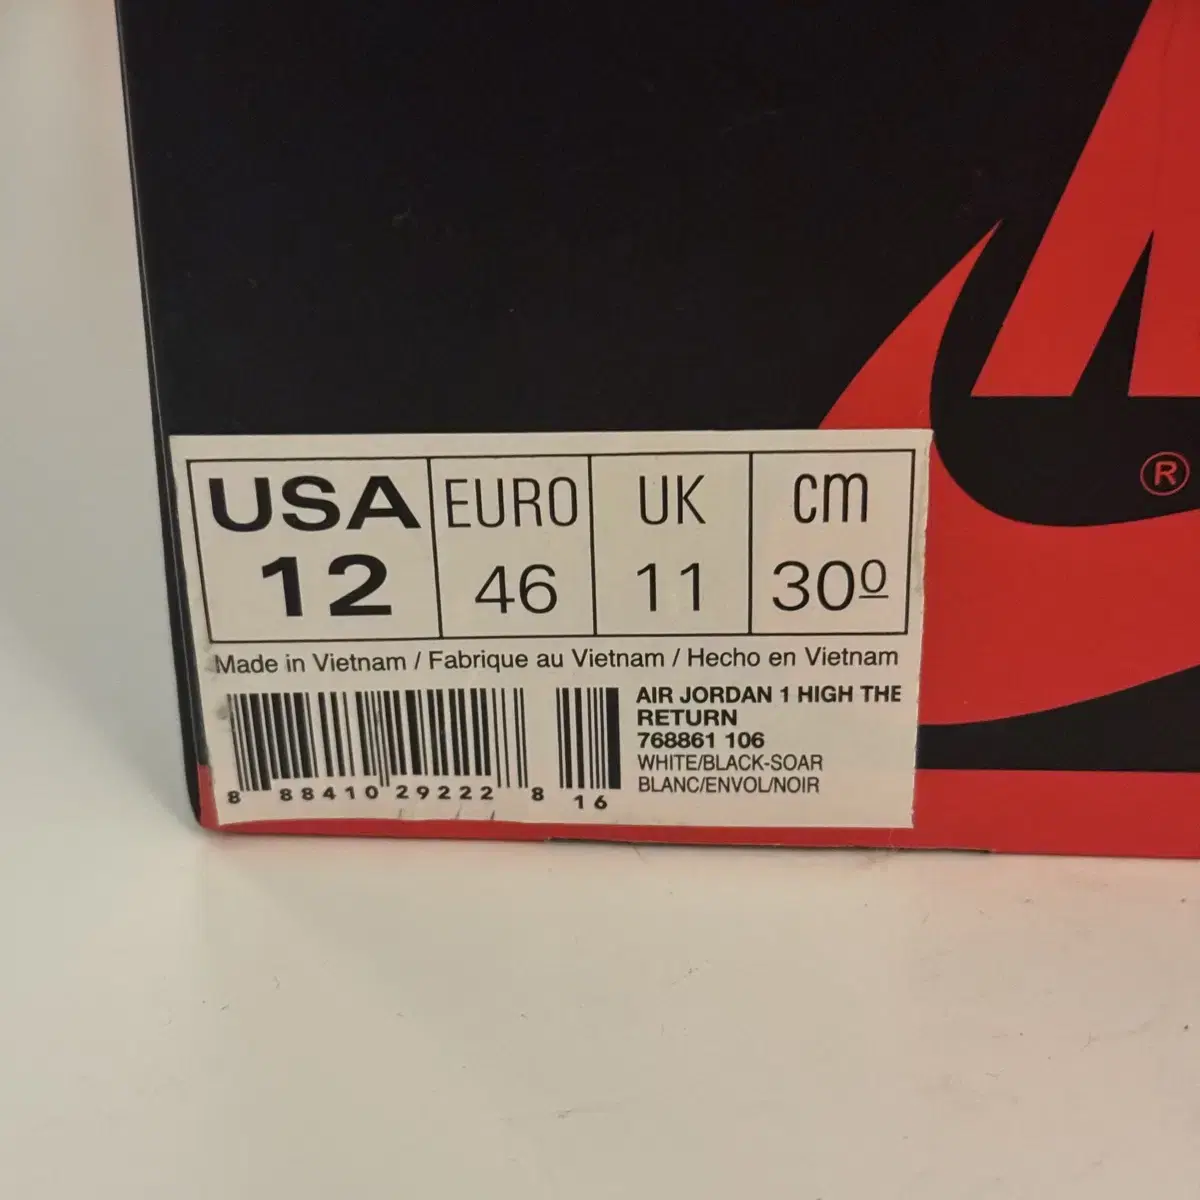 ®
USA EURO UK cm
12 46 11 30º
Made in Vietnam / Fabrique au Vietnam / Hecho en Vietnam
AIR JORDAN 1 HIGH THE
RETURN
768861 106
WHITE/BLACK-SOAR
BLANC/ENVOL/NOIR
8 88410 29222 8 16